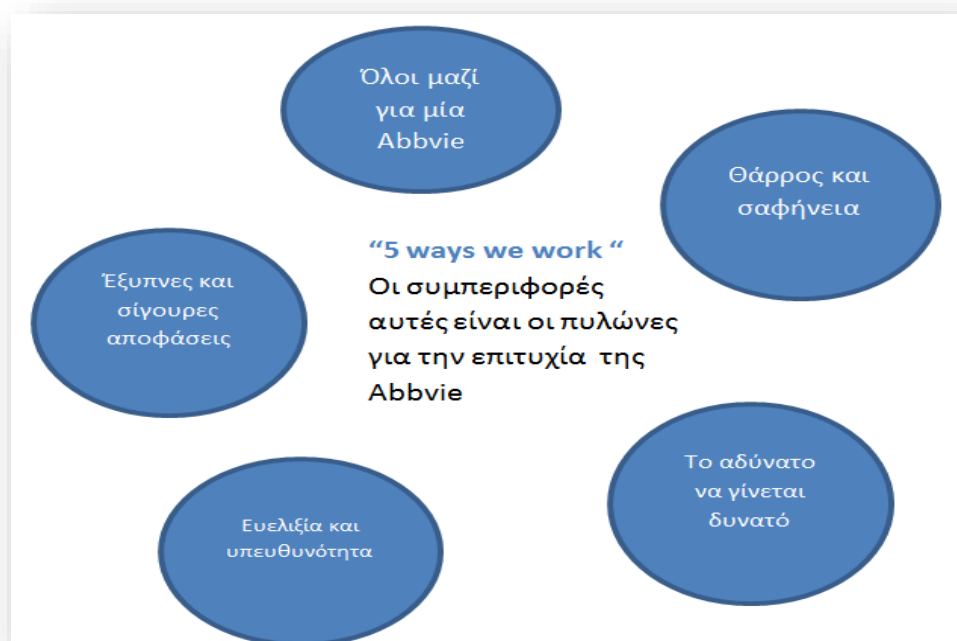 Όλοι μαζί
για μία
Abbvie
Θάρρος και
σαφήνεια
“5 ways we work “
Οι συμπεριφορές
αυτές είναι οι πυλώνες
για την επιτυχία της
Abbvie
Έξυπνες και
σίγουρες
αποφάσεις
Το αδύνατο
να γίνεται
δυνατό
Ευελιξία και
υπευθυνότητα